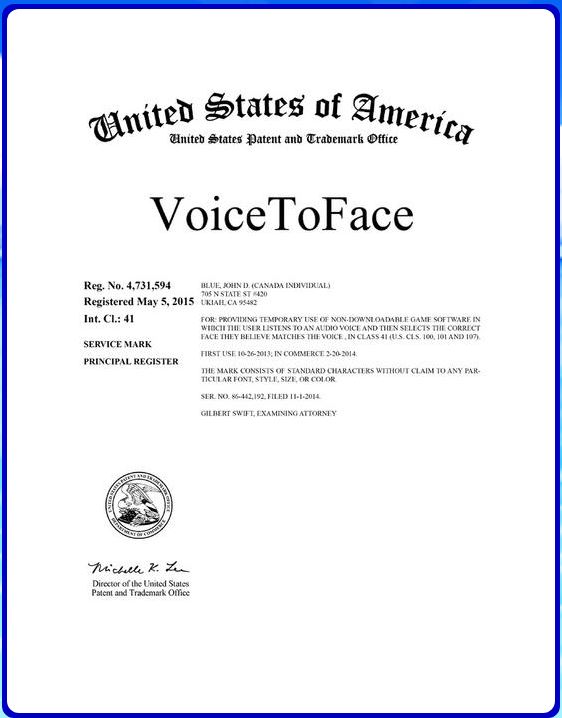 United States of America
United States Patent and Trademark Office
VoiceToFace
Reg. No. 4,731,594
Registered May 5, 2015
Int. Cl.: 41
SERVICE MARK
PRINCIPAL REGISTER
BLUE, JOHN D. (CANADA INDIVIDUAL)
705 N STATE ST #420
UKIAH, CA 95482
FOR: PROVIDING TEMPORARY USE OF NON-DOWNLOADABLE GAME SOFTWARE IN
WHICH THE USER LISTENS TO AN AUDIO VOICE AND THEN SELECTS THE CORRECT
FACE THEY BELIEVE MATCHES THE VOICE , IN CLASS 41 (U.S. CLS. 100, 101 AND 107).
FIRST USE 10-26-2013; IN COMMERCE 2-20-2014.
THE MARK CONSISTS OF STANDARD CHARACTERS WITHOUT CLAIM TO ANY PAR-
TICULAR FONT, STYLE, SIZE, OR COLOR.
SER. NO. 86-442,192, FILED 11-1-2014.
GILBERT SWIFT, EXAMINING ATTORNEY
UNITED STATES PATENT AND TRADEMARK OFFICE
DEPARTMENT OF COMMERCE
Michelle K. Lee
Director of the United States
Patent and Trademark Office